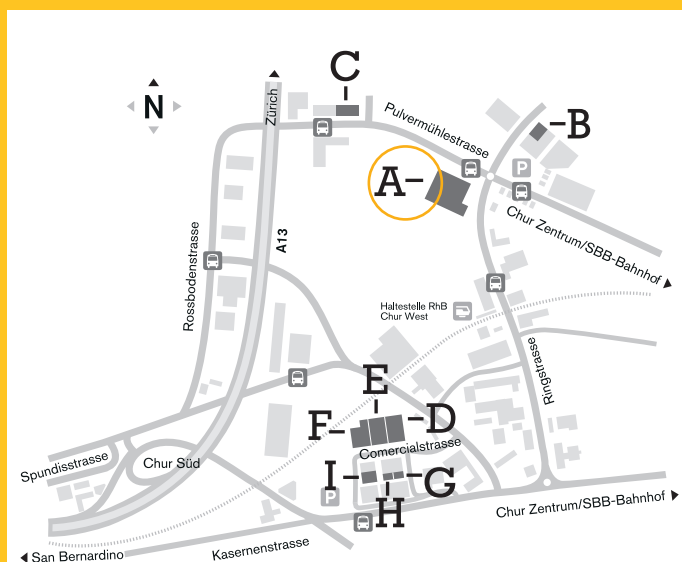 C
N
Zürich
Pulvermühlestrasse
B
P
A
Chur Zentrum/SBB-Bahnhof
A13
Rossbodenstrasse
Haltestelle RhB
Chur West
Ringstrasse
E
F
D
Comercialstrasse
Spundisstrasse
Chur Süd
I
G
P
H
Chur Zentrum/SBB-Bahnhof
San Bernardino
Kasernenstrasse